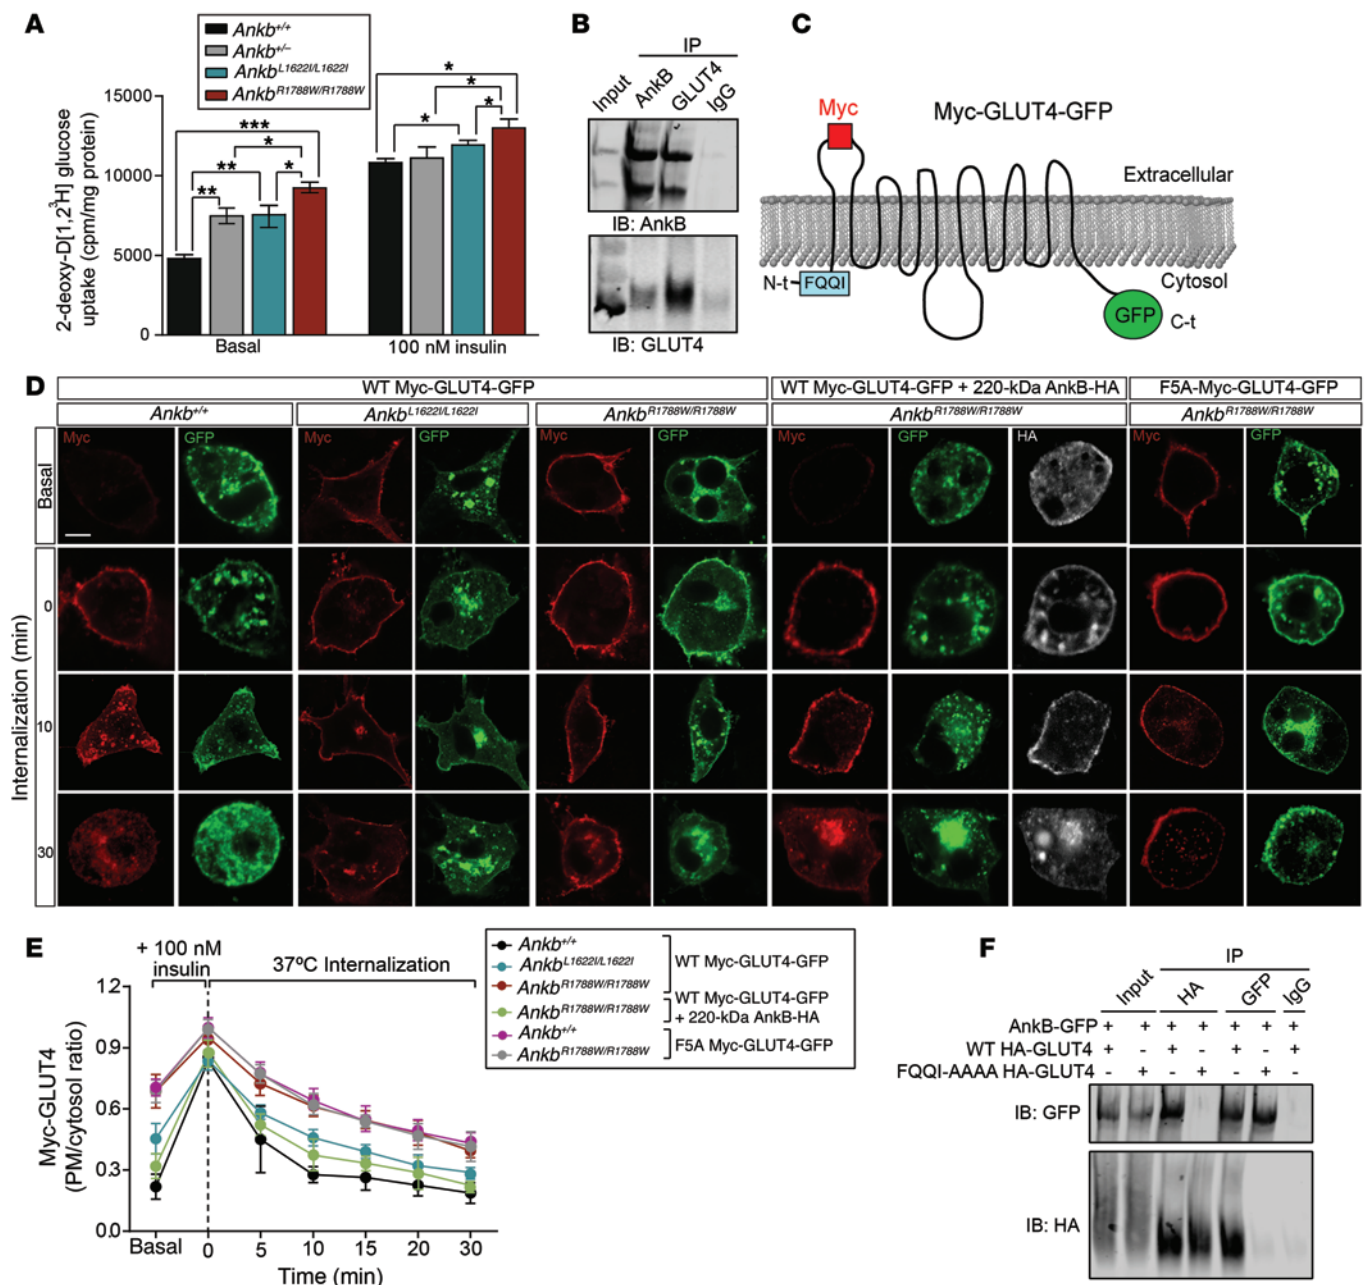 A
Ankb+/+
Ankb+/–
AnkbL1622I/L1622I
AnkbR1788W/R1788W
2-deoxy-D[1,2³H] glucose
uptake (cpm/mg protein)
15000
10000
5000
0
*** * ** * **
* * * *
Basal
100 nM insulin
B
IP
Input AnkB GLUT4 IgG
IB: AnkB
IB: GLUT4
C
Myc-GLUT4-GFP
Myc
Extracellular
Cytosol
N-t
FQQI
GFP
C-t
D
WT Myc-GLUT4-GFP
WT Myc-GLUT4-GFP + 220-kDa AnkB-HA
F5A-Myc-GLUT4-GFP
Ankb+/+ AnkbL1622I/L1622I AnkbR1788W/R1788W AnkbR1788W/R1788W AnkbR1788W/R1788W
Myc GFP Myc GFP Myc GFP Myc GFP HA Myc GFP
Basal
Internalization (min)
0
10
30
E
+ 100 nM
insulin
37ºC Internalization
Myc-GLUT4
(PM/cytosol ratio)
1.2
0.9
0.6
0.3
0.0
Basal 0 5 10 15 20 30
Time (min)
Ankb+/+
AnkbL1622I/L1622I
AnkbR1788W/R1788W
WT Myc-GLUT4-GFP
AnkbR1788W/R1788W
WT Myc-GLUT4-GFP
+ 220-kDa AnkB-HA
Ankb+/+
AnkbR1788W/R1788W
F5A Myc-GLUT4-GFP
F
IP
Input HA GFP IgG
AnkB-GFP + + + + + + +
WT HA-GLUT4 + - + - + - +
FQQI-AAAA HA-GLUT4 - + - + - + -
IB: GFP
IB: HA